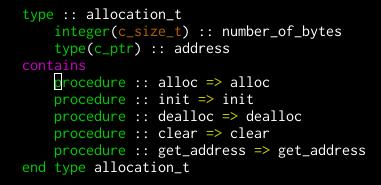 type :: allocation_t
integer(c_size_t) :: number_of_bytes
type(c_ptr) :: address
contains
procedure :: alloc => alloc
procedure :: init => init
procedure :: dealloc => dealloc
procedure :: clear => clear
procedure :: get_address => get_address
end type allocation_t